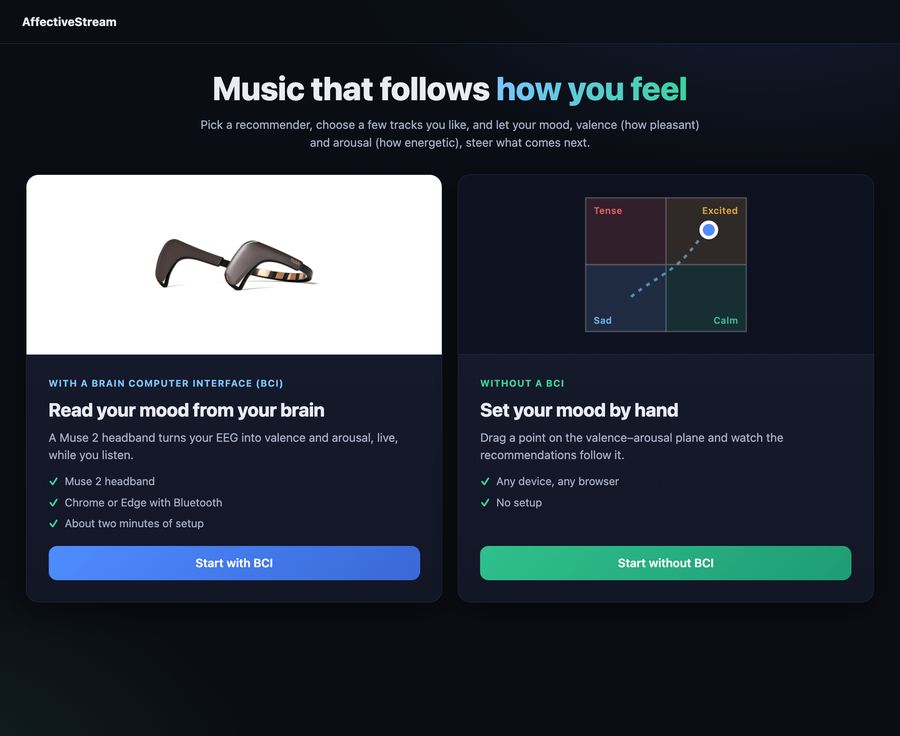 AffectiveStream
Music that follows how you feel
Pick a recommender, choose a few tracks you like, and let your mood, valence (how pleasant)
and arousal (how energetic), steer what comes next.
WITH A BRAIN COMPUTER INTERFACE (BCI)
Read your mood from your brain
A Muse 2 headband turns your EEG into valence and arousal, live,
while you listen.
Muse 2 headband
Chrome or Edge with Bluetooth
About two minutes of setup
Start with BCI
Tense
Excited
Sad
Calm
WITHOUT A BCI
Set your mood by hand
Drag a point on the valence–arousal plane and watch the
recommendations follow it.
Any device, any browser
No setup
Start without BCI